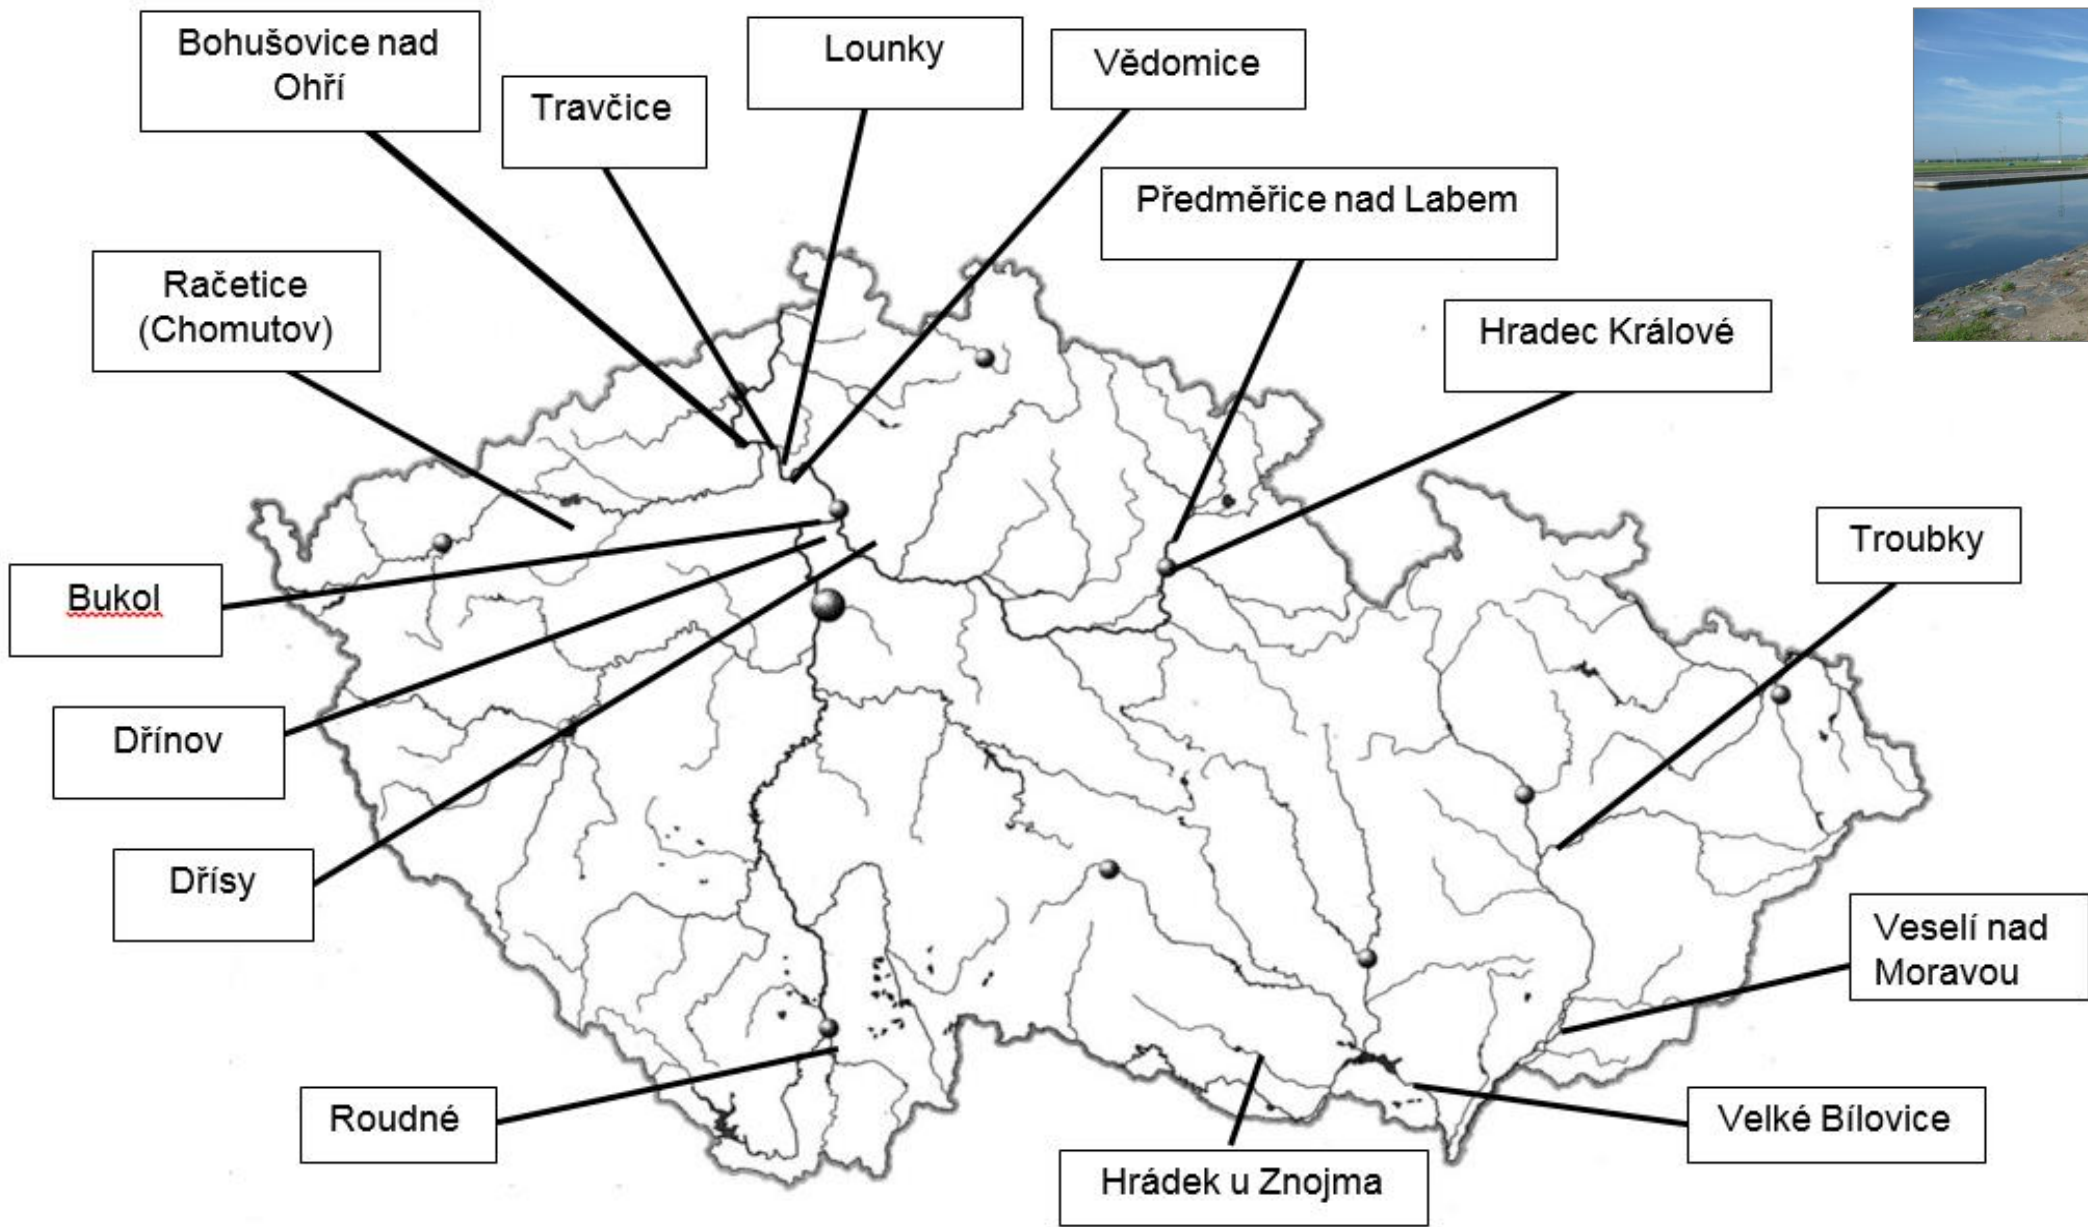 Bohušovice nad
Ohří
Travčice
Lounky
Vědomice
Předměřice nad Labem
Račetice
(Chomutov)
Hradec Králové
Troubky
Bukol
Dřínov
Dřísy
Veselí nad
Moravou
Roudné
Velké Bílovice
Hrádek u Znojma